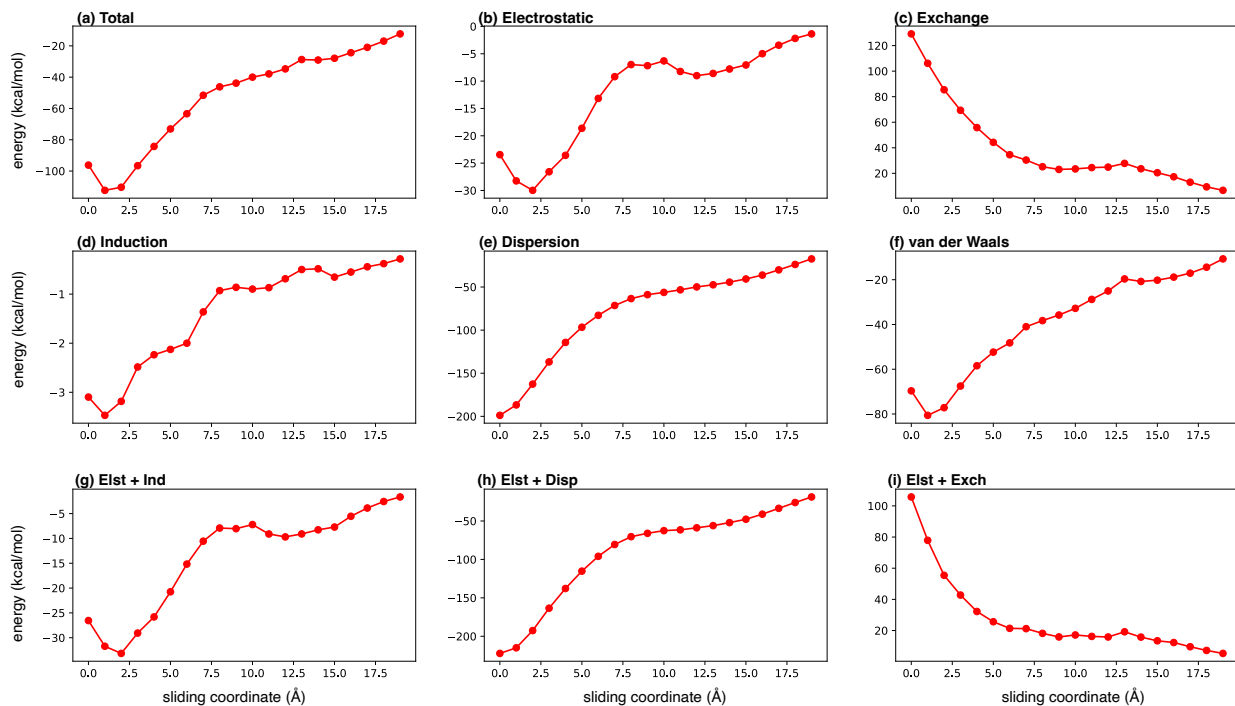 (a) Total
(b) Electrostatic
(c) Exchange
energy (kcal/mol)
−20
−40
−60
−80
−100
0.0 2.5 5.0 7.5 10.0 12.5 15.0 17.5
0
−5
−10
−15
−20
−25
−30
0.0 2.5 5.0 7.5 10.0 12.5 15.0 17.5
120
100
80
60
40
20
0.0 2.5 5.0 7.5 10.0 12.5 15.0 17.5
(d) Induction
(e) Dispersion
(f) van der Waals
energy (kcal/mol)
−1
−2
−3
0.0 2.5 5.0 7.5 10.0 12.5 15.0 17.5
−50
−100
−150
−200
0.0 2.5 5.0 7.5 10.0 12.5 15.0 17.5
−20
−40
−60
−80
0.0 2.5 5.0 7.5 10.0 12.5 15.0 17.5
(g) Elst + Ind
(h) Elst + Disp
(i) Elst + Exch
energy (kcal/mol)
−5
−10
−15
−20
−25
−30
0.0 2.5 5.0 7.5 10.0 12.5 15.0 17.5
sliding coordinate (Å)
−50
−100
−150
−200
0.0 2.5 5.0 7.5 10.0 12.5 15.0 17.5
sliding coordinate (Å)
100
80
60
40
20
0.0 2.5 5.0 7.5 10.0 12.5 15.0 17.5
sliding coordinate (Å)